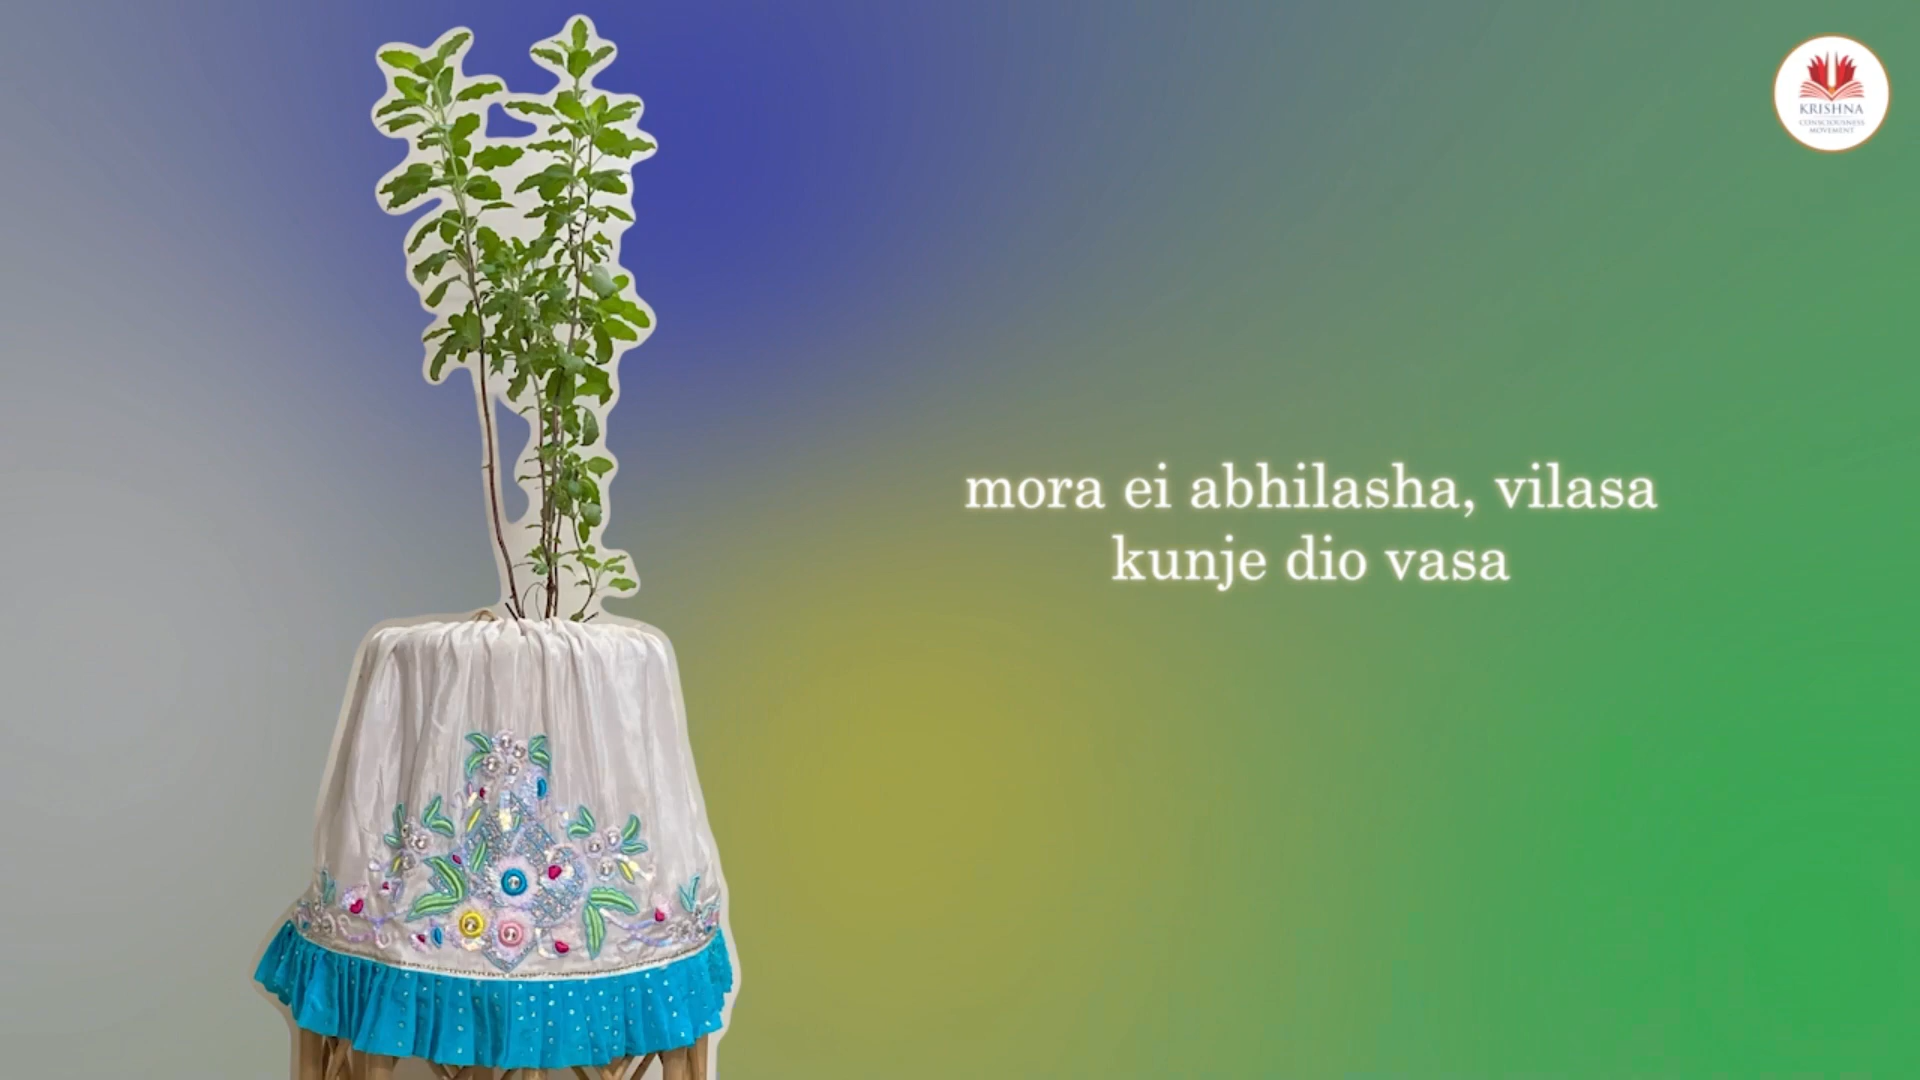 KRISHNA
CONSCIOUSNESS
MOVEMENT
mora ei abhilasha, vilasa
kunje dio vasa